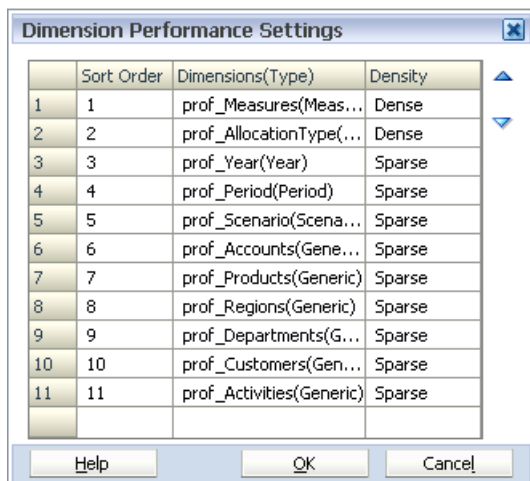 Dimension Performance Settings
Sort Order Dimensions(Type) Density
1 1 prof_Measures(Meas... Dense
2 2 prof_AllocationType(... Dense
3 3 prof_Year(Year) Sparse
4 4 prof_Period(Period) Sparse
5 5 prof_Scenario(Scena... Sparse
6 6 prof_Accounts(Gene... Sparse
7 7 prof_Products(Generic) Sparse
8 8 prof_Regions(Generic) Sparse
9 9 prof_Departments(G... Sparse
10 10 prof_Customers(Gen... Sparse
11 11 prof_Activities(Generic) Sparse
Help OK Cancel